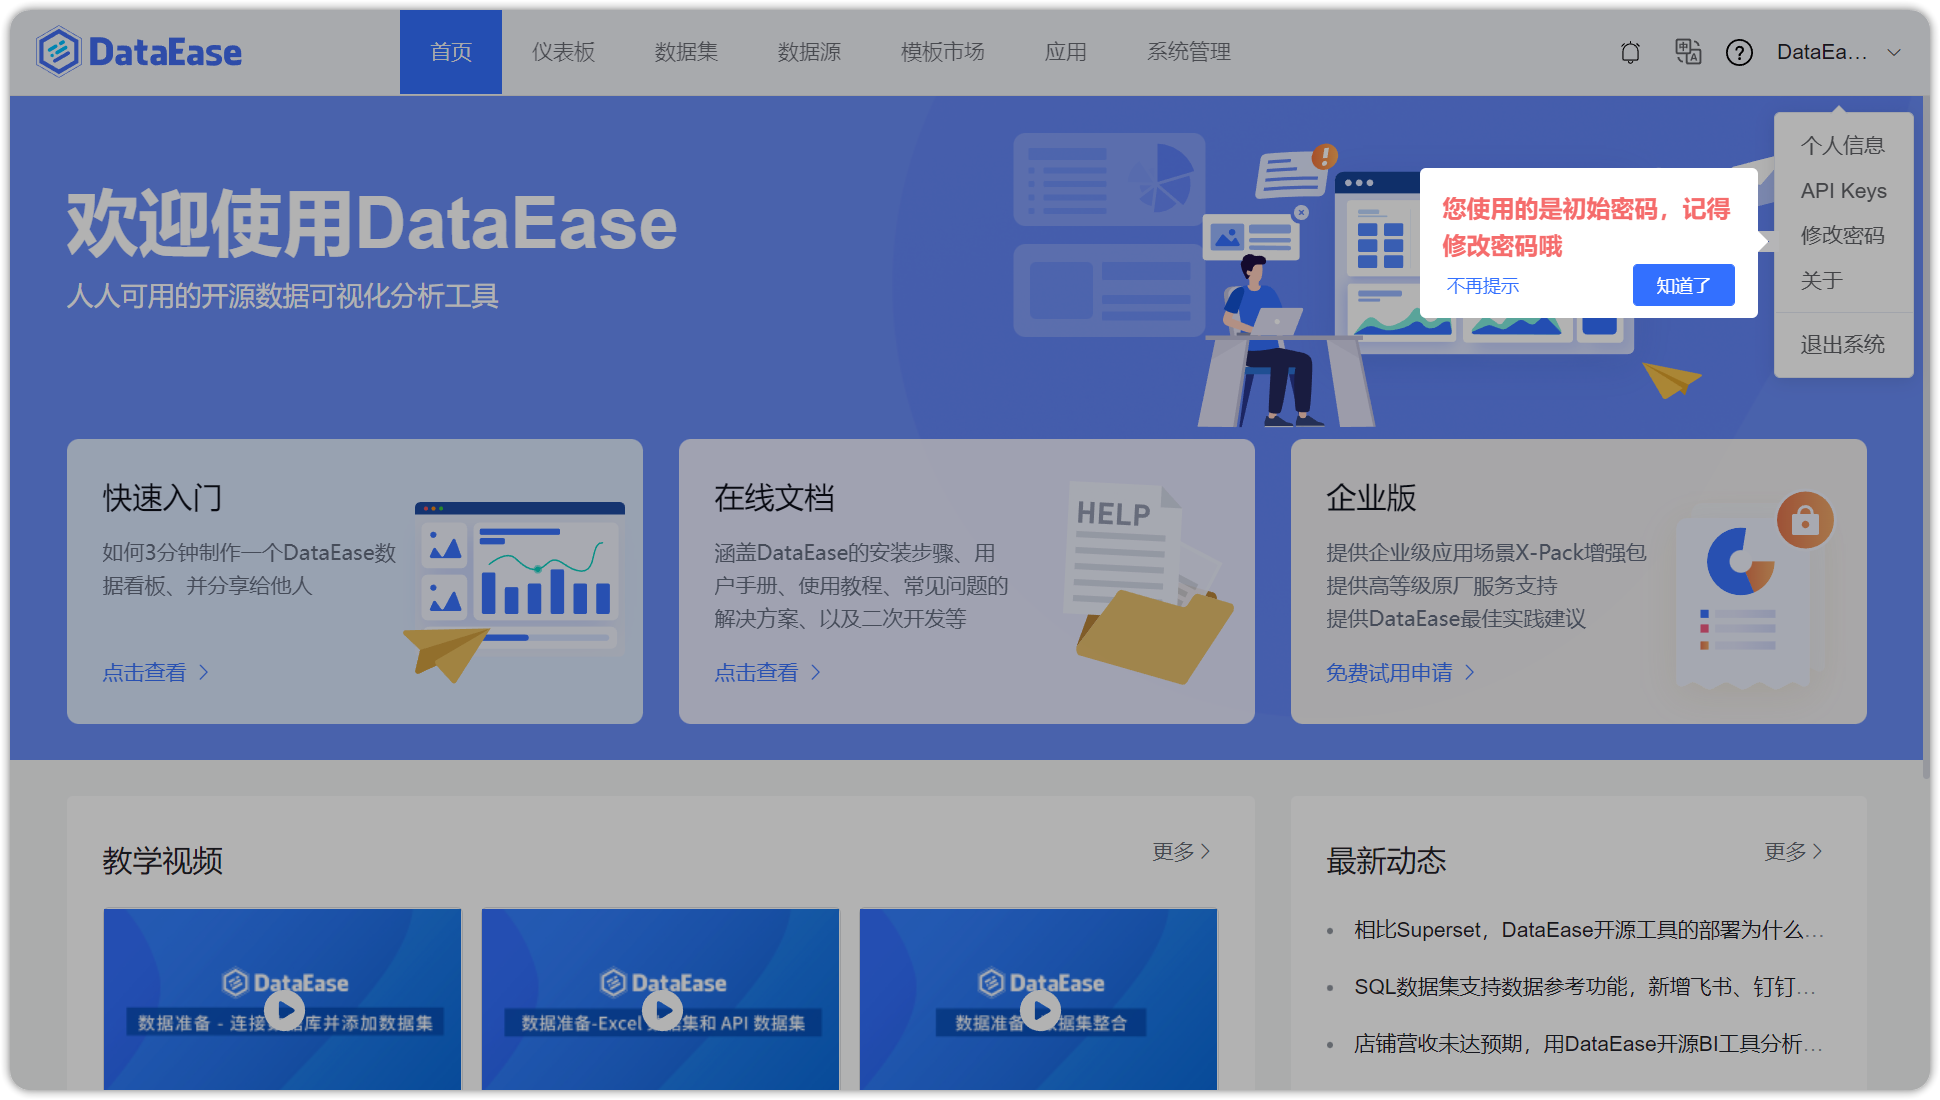 DataEase
首页
仪表板
数据集
数据源
模板市场
应用
系统管理
DataEa...
个人信息
API Keys
修改密码
关于
退出系统
您使用的是初始密码，记得
修改密码哦
不再提示
知道了
欢迎使用DataEase
人人可用的开源数据可视化分析工具
快速入门
如何3分钟制作一个DataEase数
据看板、并分享给他人
点击查看
在线文档
涵盖DataEase的安装步骤、用
户手册、使用教程、常见问题的
解决方案、以及二次开发等
点击查看
HELP
企业版
提供企业级应用场景X-Pack增强包
提供高等级原厂服务支持
提供DataEase最佳实践建议
免费试用申请
教学视频
更多
DataEase
数据准备 - 连接数据库并添加数据集
DataEase
数据准备-Excel 数据集和 API 数据集
DataEase
数据准备 数据集整合
最新动态
更多
相比Superset，DataEase开源工具的部署为什么...
SQL数据集支持数据参考功能，新增飞书、钉钉...
店铺营收未达预期，用DataEase开源BI工具分析...